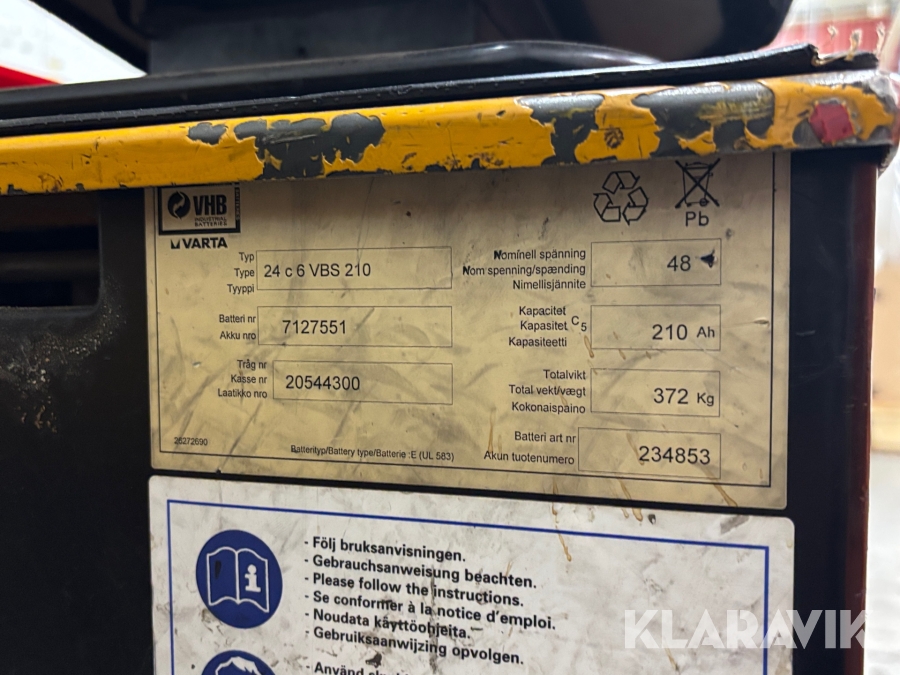 VHB
INDUSTRIAL
BATTERIES
VARTA
Pb
Typ
Type
Tyyppi
24 c 6 VBS 210
Nominell spänning
Nom spenning/spænding
Nimellisjännite
48
Batteri nr
Akku nro
7127551
Kapacitet
Kapasitet C5
Kapasiteetti
210 Ah
Tråg nr
Kasse nr
Laatikko nro
20544300
Totalvikt
Total vekt/vægt
Kokonaispaino
372 Kg
Batteri art nr
Akun tuotenumero
234853
26272690
Batterityp/Battery type/Batterie :E (UL 583)
- Följ bruksanvisningen.
- Gebrauchsanweisung beachten.
- Please follow the instructions.
- Se conformer à la notice d'emploi.
- Noudata käyttöohjeita.
- Gebruiksaanwijzing opvolgen.
- Använd
KLARAVIK